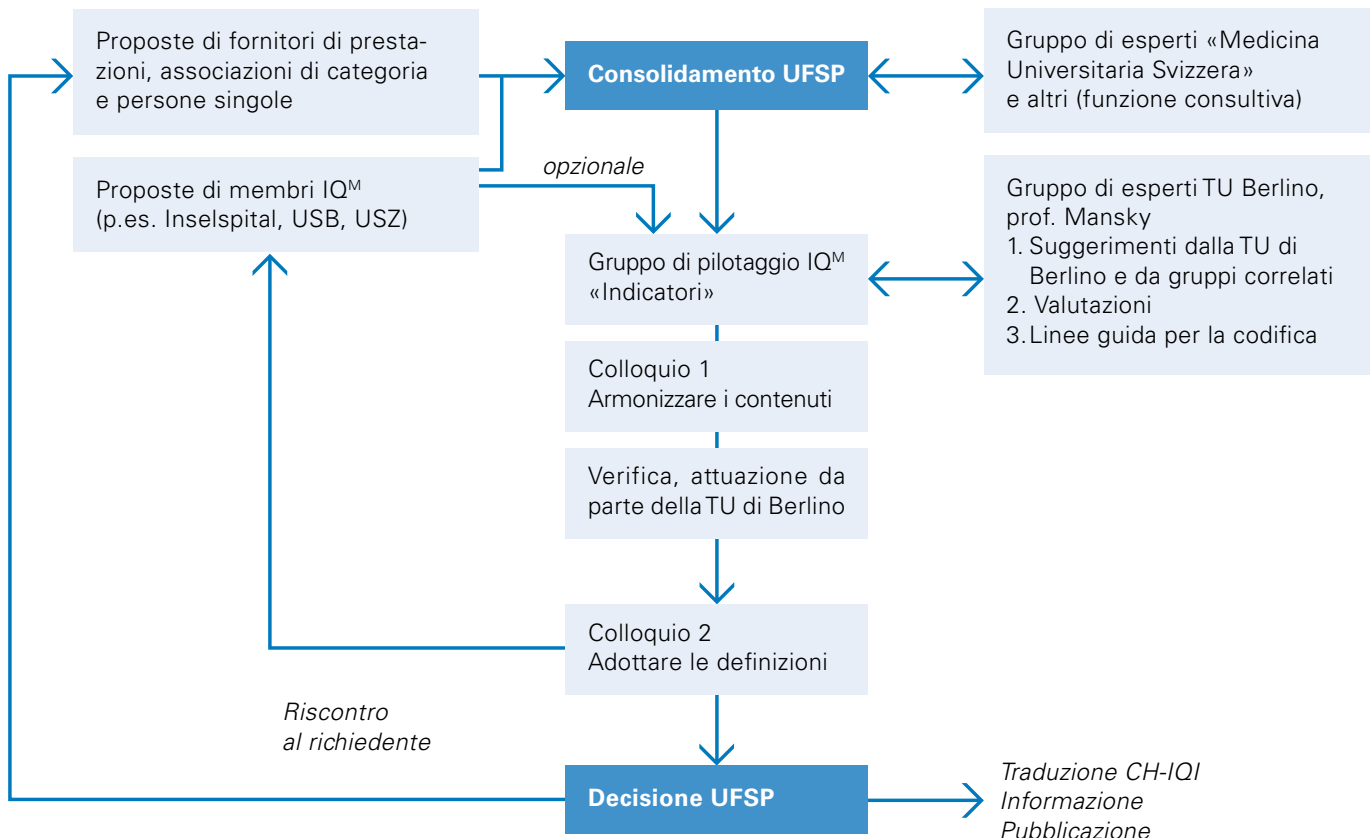 Proposte di fornitori di presta-
zioni, associazioni di categoria
e persone singole
Consolidamento UFSP
Gruppo di esperti «Medicina
Universitaria Svizzera»
e altri (funzione consultiva)
Proposte di membri IQᴹ
(p.es. Inselspital, USB, USZ)
opzionale
Gruppo di pilotaggio IQᴹ
«Indicatori»
Gruppo di esperti TU Berlino,
prof. Mansky
1. Suggerimenti dalla TU di
Berlino e da gruppi correlati
2. Valutazioni
3. Linee guida per la codifica
Colloquio 1
Armonizzare i contenuti
Verifica, attuazione da
parte della TU di Berlino
Colloquio 2
Adottare le definizioni
Riscontro
al richiedente
Decisione UFSP
Traduzione CH-IQI
Informazione
Pubblicazione